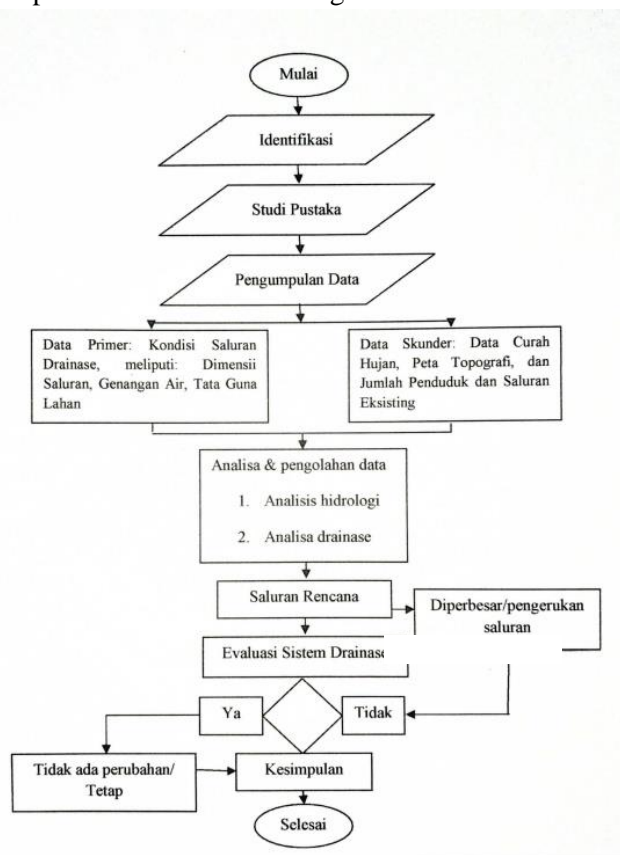 Mulai
Identifikasi
Studi Pustaka
Pengumpulan Data
Data Primer: Kondisi Saluran
Drainase, meliputi: Dimensii
Saluran, Genangan Air, Tata Guna
Lahan
Data Skunder: Data Curah
Hujan, Peta Topografi, dan
Jumlah Penduduk dan Saluran
Eksisting
Analisa & pengolahan data
1. Analisis hidrologi
2. Analisa drainase
Saluran Rencana
Diperbesar/pengerukan
saluran
Evaluasi Sistem Drainase
Ya
Tidak
Tidak ada perubahan/
Tetap
Kesimpulan
Selesai